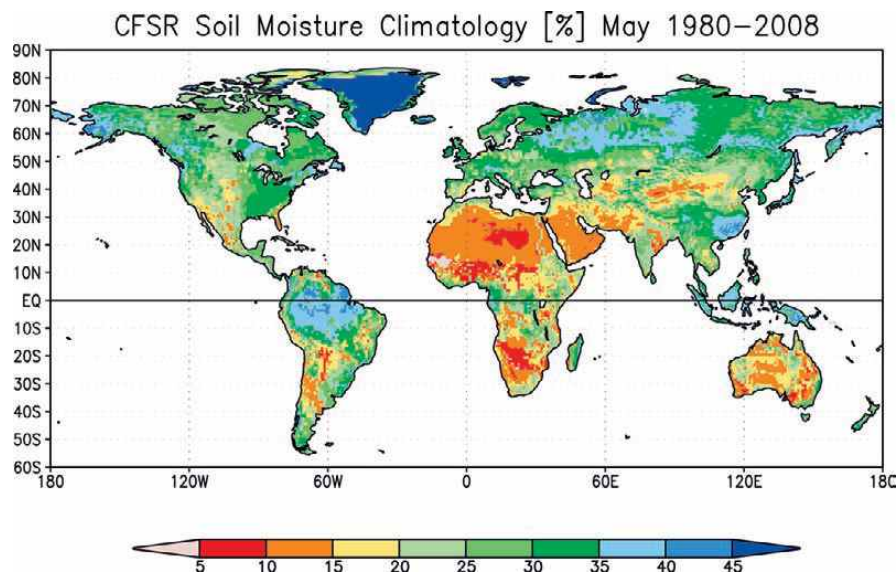 CFSR Soil Moisture Climatology [%] May 1980−2008
90N
80N
70N
60N
50N
40N
30N
20N
10N
EQ
10S
20S
30S
40S
50S
60S
180 120W 60W 0 60E 120E 180
5 10 15 20 25 30 35 40 45